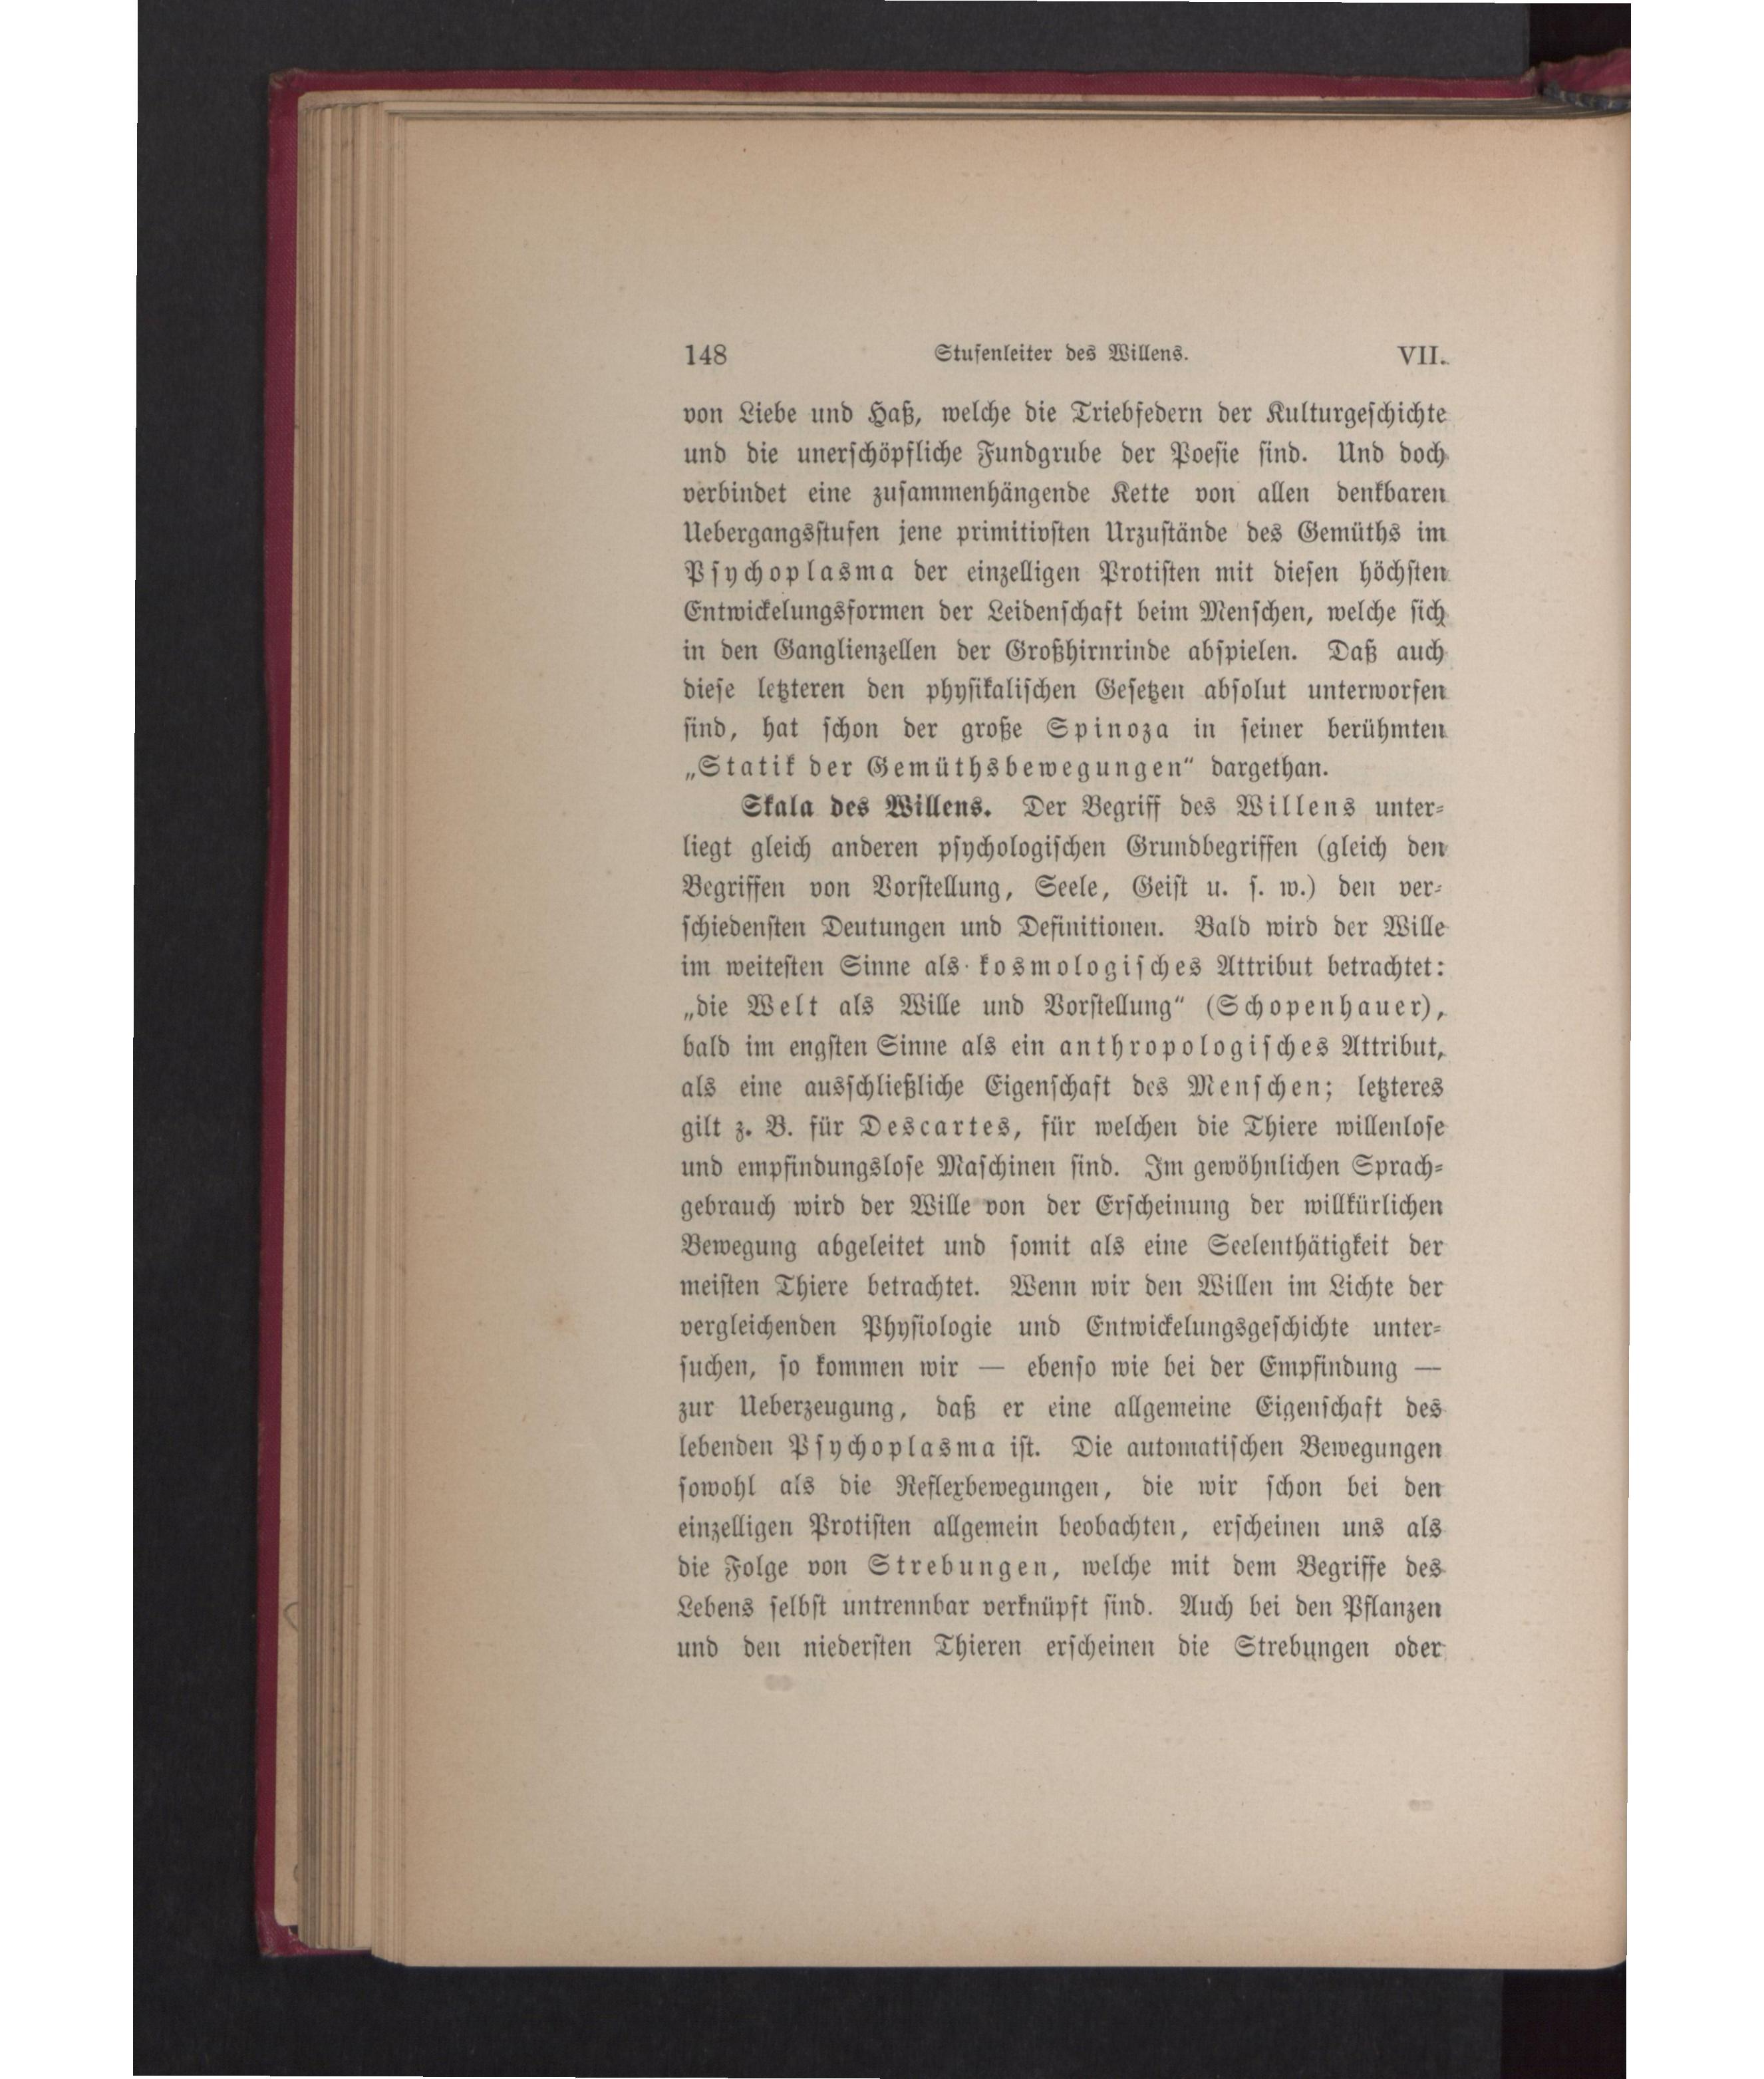 148 Stufenleiter des Willens. VII.
von Liebe und Haß, welche die Triebfedern der Kulturgeschichte
und die unerschöpfliche Fundgrube der Poesie sind. Und doch
verbindet eine zusammenhängende Kette von allen denkbaren
Uebergangsstufen jene primitivsten Urzustände des Gemüths im
Psychoplasma der einzelligen Protisten mit diesen höchsten
Entwickelungsformen der Leidenschaft beim Menschen, welche sich
in den Ganglienzellen der Großhirnrinde abspielen. Daß auch
diese letzteren den physikalischen Gesetzen absolut unterworfen
sind, hat schon der große Spinoza in seiner berühmten
„Statik der Gemüthsbewegungen“ dargethan.
Skala des Willens. Der Begriff des Willens unter-
liegt gleich anderen psychologischen Grundbegriffen (gleich den
Begriffen von Vorstellung, Seele, Geist u. s. w.) den ver-
schiedensten Deutungen und Definitionen. Bald wird der Wille
im weitesten Sinne als kosmologisches Attribut betrachtet:
„die Welt als Wille und Vorstellung“ (Schopenhauer),
bald im engsten Sinne als ein anthropologisches Attribut,
als eine ausschließliche Eigenschaft des Menschen; letzteres
gilt z. B. für Descartes, für welchen die Thiere willenlose
und empfindungslose Maschinen sind. Im gewöhnlichen Sprach-
gebrauch wird der Wille von der Erscheinung der willkürlichen
Bewegung abgeleitet und somit als eine Seelenthätigkeit der
meisten Thiere betrachtet. Wenn wir den Willen im Lichte der
vergleichenden Physiologie und Entwickelungsgeschichte unter-
suchen, so kommen wir — ebenso wie bei der Empfindung —
zur Ueberzeugung, daß er eine allgemeine Eigenschaft des
lebenden Psychoplasma ist. Die automatischen Bewegungen
sowohl als die Reflexbewegungen, die wir schon bei den
einzelligen Protisten allgemein beobachten, erscheinen uns als
die Folge von Strebungen, welche mit dem Begriffe des
Lebens selbst untrennbar verknüpft sind. Auch bei den Pflanzen
und den niedersten Thieren erscheinen die Strebungen oder